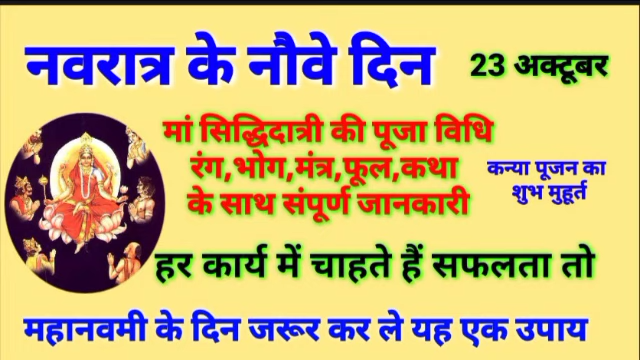 नवरात्र के नौवे दिन
23 अक्टूबर
मां सिद्धिदात्री की पूजा विधि
रंग,भोग,मंत्र,फूल,कथा
के साथ संपूर्ण जानकारी
कन्या पूजन का
शुभ मुहूर्त
हर कार्य में चाहते हैं सफलता तो
महानवमी के दिन जरूर कर ले यह एक उपाय